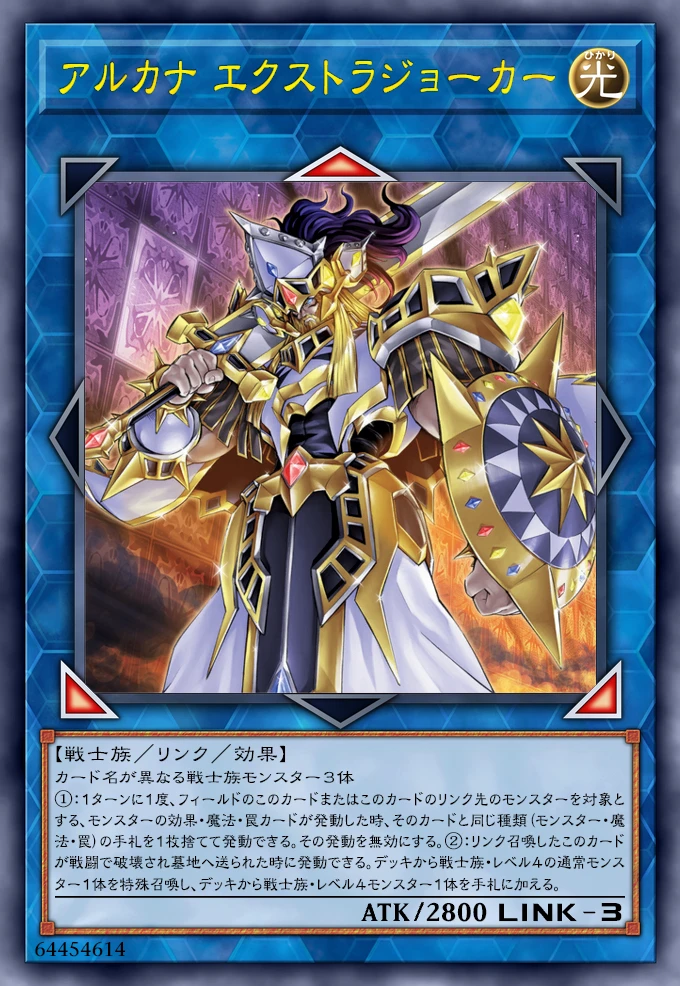 アルカナ エクストラジョーカー
ひかり
光
【戦士族／リンク／効果】
カード名が異なる戦士族モンスター３体
①：１ターンに１度、フィールドのこのカードまたはこのカードのリンク先のモンスターを対象と
する、モンスターの効果・魔法・罠カードが発動した時、そのカードと同じ種類（モンスター・魔
法・罠）の手札を１枚捨てて発動できる。その発動を無効にする。②：リンク召喚したこのカード
が戦闘で破壊され墓地へ送られた時に発動できる。デッキから戦士族・レベル４の通常モンス
ター１体を特殊召喚し、デッキから戦士族・レベル４モンスター１体を手札に加える。
ATK/2800 LINK-3
64454614